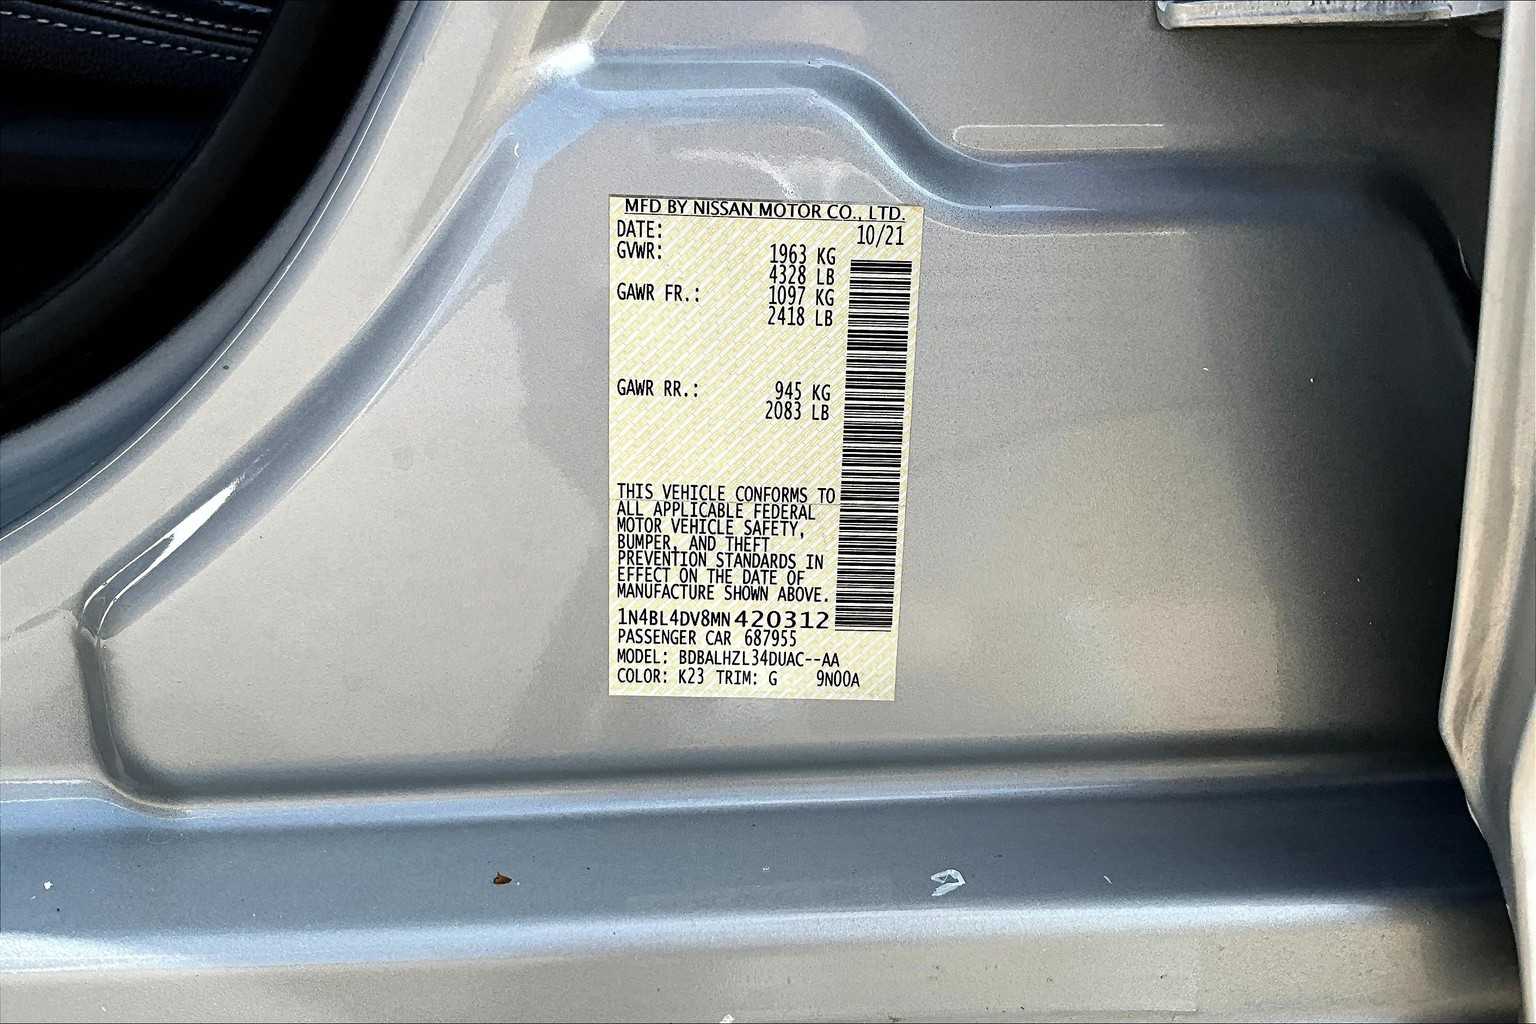 MFD BY NISSAN MOTOR CO., LTD.
DATE: 10/21
GVWR: 1963 KG
4328 LB
GAWR FR.: 1097 KG
2418 LB
GAWR RR.: 945 KG
2083 LB
THIS VEHICLE CONFORMS TO
ALL APPLICABLE FEDERAL
MOTOR VEHICLE SAFETY,
BUMPER, AND THEFT
PREVENTION STANDARDS IN
EFFECT ON THE DATE OF
MANUFACTURE SHOWN ABOVE.
1N4BL4DV8MN420312
PASSENGER CAR 687955
MODEL: BDBALHZL34DUAC--AA
COLOR: K23 TRIM: G 9N00A